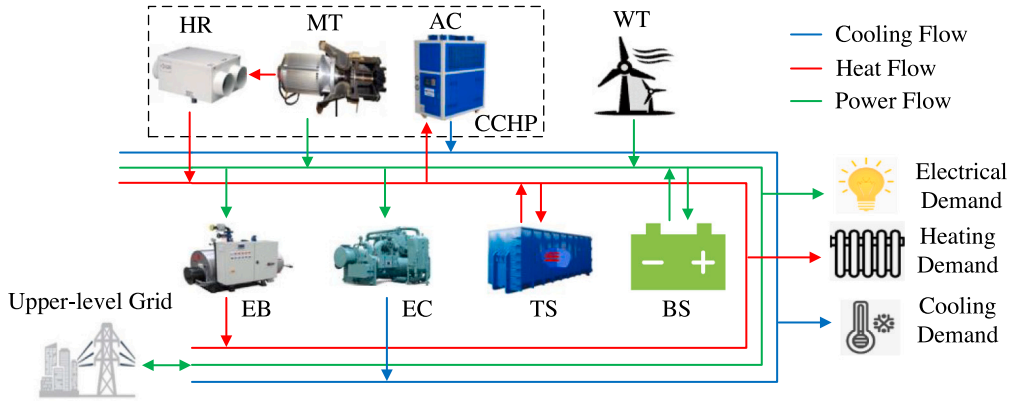 HR
MT
AC
WT
Cooling Flow
Heat Flow
Power Flow
CCHP
Electrical
Demand
Heating
Demand
Cooling
Demand
EB
EC
TS
BS
Upper-level Grid